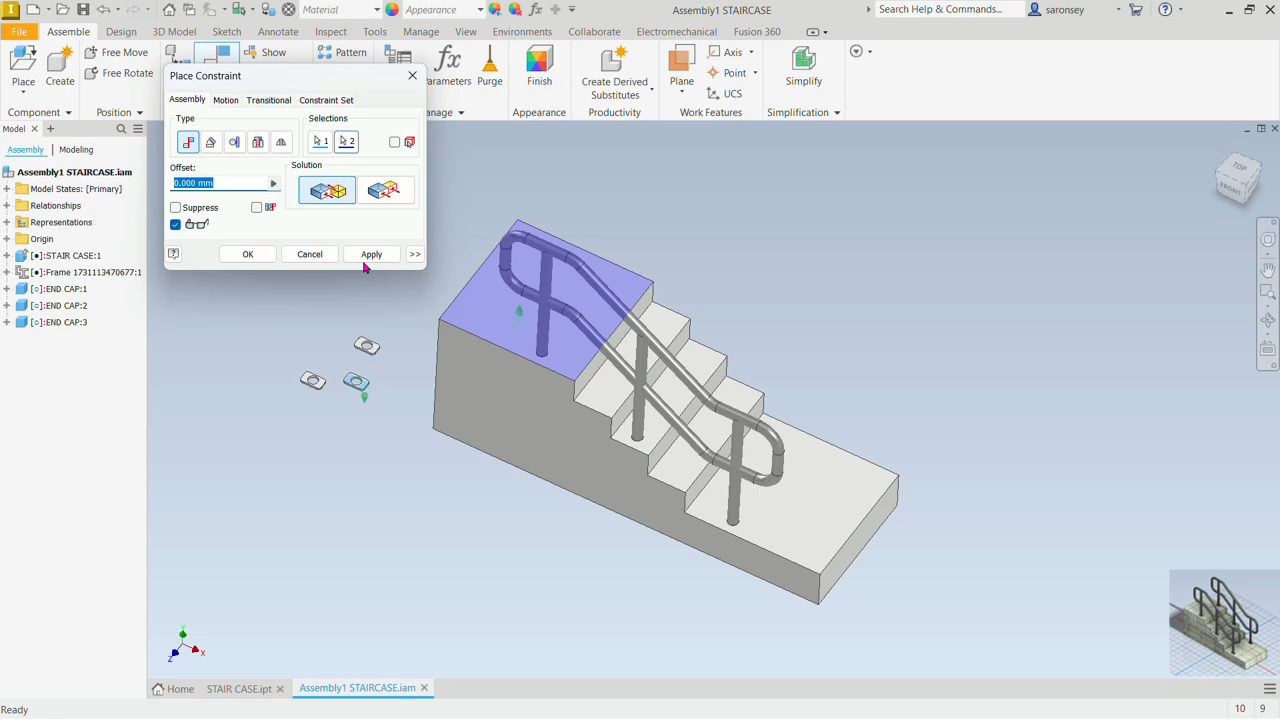 Material
Appearance
Assembly1 STAIRCASE
Search Help & Commands...
saronsey
File
Assemble
Design
3D Model
Sketch
Annotate
Inspect
Tools
Manage
View
Environments
Collaborate
Electromechanical
Fusion 360
Place
Create
Free Move
Free Rotate
Show
Pattern
Parameters
Purge
Finish
Create Derived
Substitutes
Plane
Axis
Point
UCS
Simplify
Component
Position
Appearance
Productivity
Work Features
Simplification
Place Constraint
Assembly
Motion
Transitional
Constraint Set
Type
Selections
1
2
Offset:
Solution
0.000 mm
Suppress
OK
Cancel
Apply
>>
Model
Assembly
Modeling
Assembly1 STAIRCASE.iam
Model States: [Primary]
Relationships
Representations
Origin
[●]:STAIR CASE:1
[●]:Frame 1731113470677:1
[○]:END CAP:1
[○]:END CAP:2
[○]:END CAP:3
TOP
FRONT
Y
X
Z
Home
STAIR CASE.ipt
Assembly1 STAIRCASE.iam
Ready
10
9